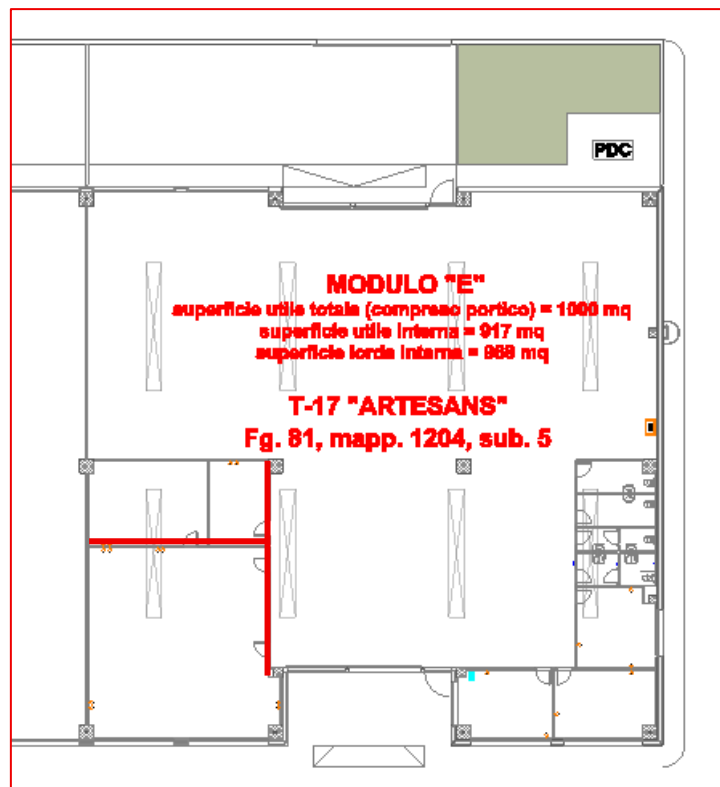 PDC
MODULO "E"
superficie utile totale (compreso portico) = 1000 mq
superficie utile interna = 917 mq
superficie lorda interna = 968 mq
T-17 "ARTESANS"
Fg. 81, mapp. 1204, sub. 5